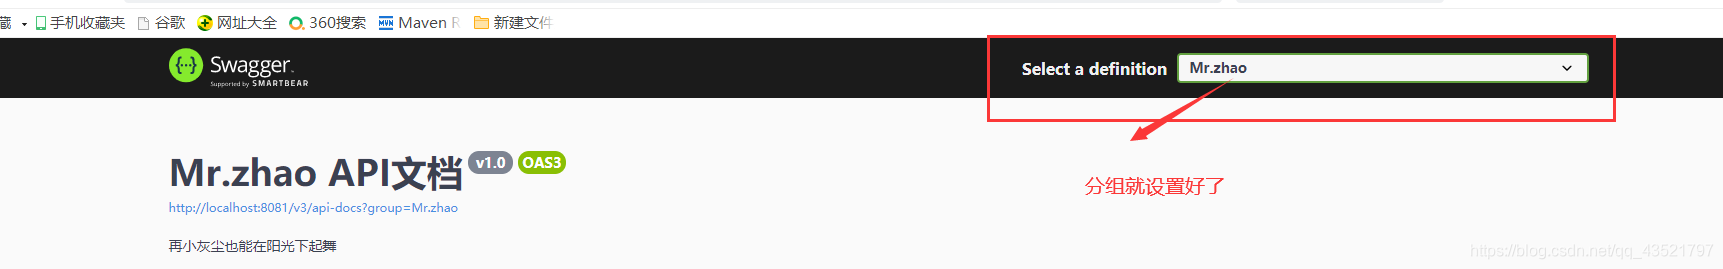 藏 手机收藏夹 谷歌 网址大全 360搜索 MVN Maven R 新建文件
Swagger
Supported by SMARTBEAR
Select a definition Mr.zhao
Mr.zhao API文档 v1.0 OAS3
分组就设置好了
http://localhost:8081/v3/api-docs?group=Mr.zhao
再小灰尘也能在阳光下起舞
https://blog.csdn.net/qq_43521797